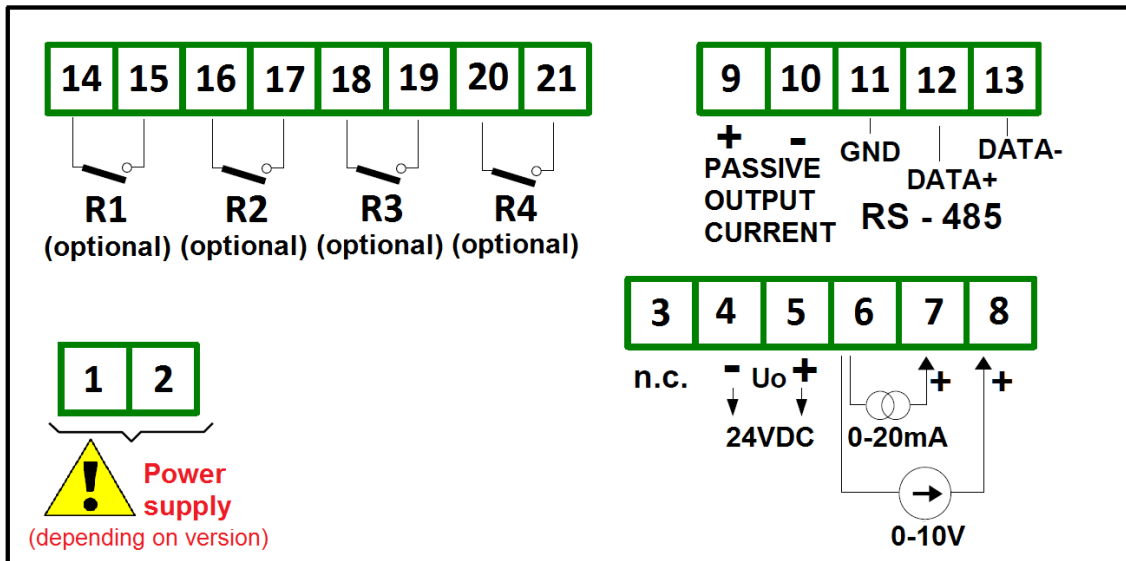 14 15 16 17 18 19 20 21
R1 R2 R3 R4
(optional) (optional) (optional) (optional)
9 10 11 12 13
+ -
GND
DATA-
PASSIVE
OUTPUT
CURRENT
DATA+
RS - 485
3 4 5 6 7 8
n.c. - Uo + + +
24VDC 0-20mA
0-10V
1 2
!
Power
supply
(depending on version)